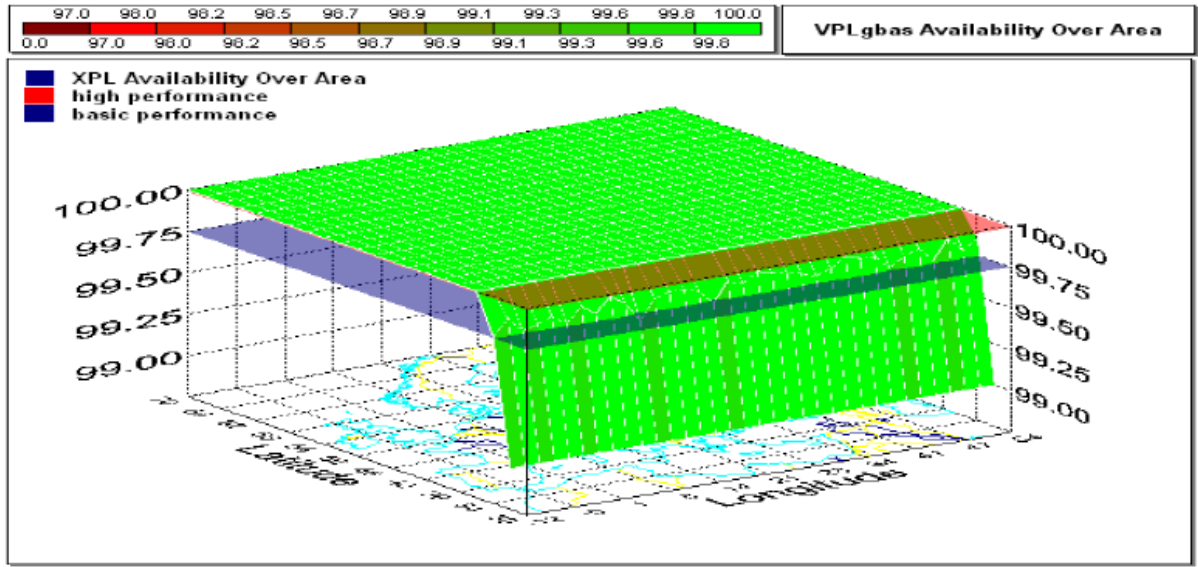 97.0 98.0 98.2 98.5 98.7 98.9 99.1 99.3 99.6 99.8 100.0
0.0 97.0 98.0 98.2 98.5 98.7 98.9 99.1 99.3 99.6 99.8
VPLgbas Availability Over Area
XPL Availability Over Area
high performance
basic performance
100.00
99.75
99.50
99.25
99.00
100.00
99.75
99.50
99.25
99.00
Latitude
Longitude